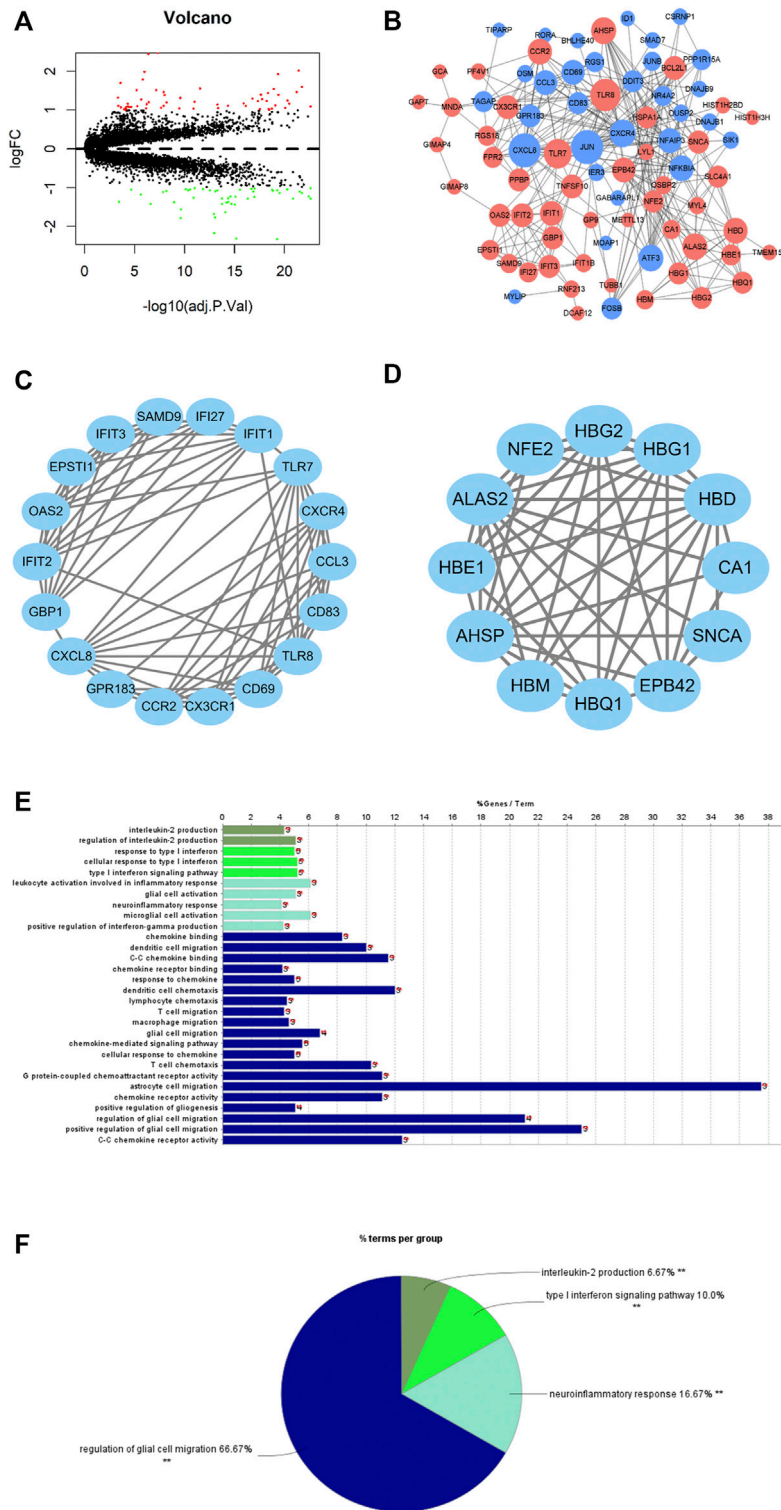 A
Volcano
logFC
2
1
0
-1
-2
0
5
10
15
20
-log10(adj.P.Val)
B
ID1
CSRNP1
TIPARP
RORA
BHLHE40
AHSP
SMAD7
CCR2
RGS1
JUNB
PPP1R15A
GCA
PF4V1
OSM
CD69
BCL2L1
CCL3
DDIT3
DNAJB9
GAPT
MNDA
TAGAP
CX3CR1
CD83
TLR8
NR4A2
HIST1H2BD
GPR183
HSPA1A
DUSP2
DNAJB1
HIST1H3H
RGS18
CXCR4
TNFAIP3
SNCA
SIK1
GIMAP4
FPR2
CXCL8
TLR7
JUN
LYL1
IER3
EPB42
NFKBIA
SLC4A1
GIMAP8
PPBP
TNFSF10
OSBP2
GABARAPL1
NFE2
MYL4
OAS2
IFIT2
IFIT1
GP9
METTL13
CA1
HBD
GBP1
MOAP1
ALAS2
EPSTI1
SAMD9
IFI27
IFIT3
IFIT1B
ATF3
HBE1
TMEM15
RNF213
TUBB1
HBG1
HBQ1
MYLIP
DCAF12
FOSB
HBM
HBG2
C
SAMD9
IFI27
IFIT3
IFIT1
EPSTI1
TLR7
OAS2
CXCR4
IFIT2
CCL3
GBP1
CD83
CXCL8
TLR8
GPR183
CD69
CCR2
CX3CR1
D
HBG2
NFE2
HBG1
ALAS2
HBD
HBE1
CA1
AHSP
SNCA
HBM
EPB42
HBQ1
E
%Genes / Term
0 2 4 6 8 10 12 14 16 18 20 22 24 26 28 30 32 34 36 38
interleukin-2 production
regulation of interleukin-2 production
response to type I interferon
cellular response to type I interferon
type I interferon signaling pathway
leukocyte activation involved in inflammatory response
glial cell activation
neuroinflammatory response
microglial cell activation
positive regulation of interferon-gamma production
chemokine binding
dendritic cell migration
C-C chemokine binding
chemokine receptor binding
response to chemokine
dendritic cell chemotaxis
lymphocyte chemotaxis
T cell migration
macrophage migration
glial cell migration
chemokine-mediated signaling pathway
cellular response to chemokine
T cell chemotaxis
G protein-coupled chemoattractant receptor activity
astrocyte cell migration
chemokine receptor activity
positive regulation of gliogenesis
regulation of glial cell migration
positive regulation of glial cell migration
C-C chemokine receptor activity
F
% terms per group
interleukin-2 production 6.67% **
type I interferon signaling pathway 10.0%
**
neuroinflammatory response 16.67% **
regulation of glial cell migration 66.67%
**